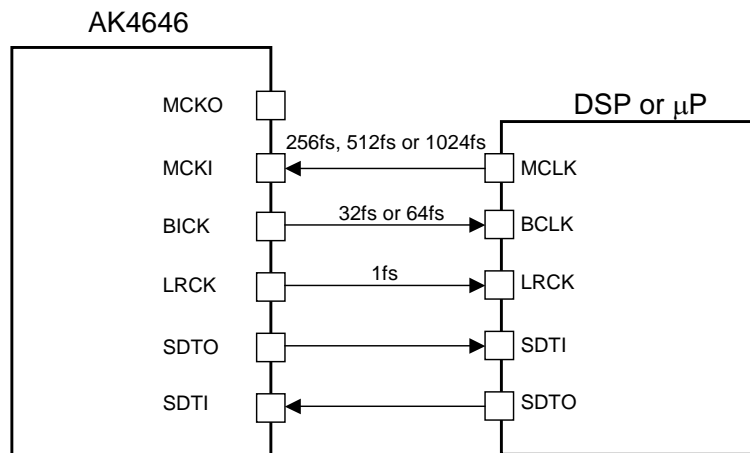 AK4646
DSP or μP
MCKO
256fs, 512fs or 1024fs
MCKI
MCLK
32fs or 64fs
BICK
BCLK
1fs
LRCK
LRCK
SDTO
SDTI
SDTI
SDTO